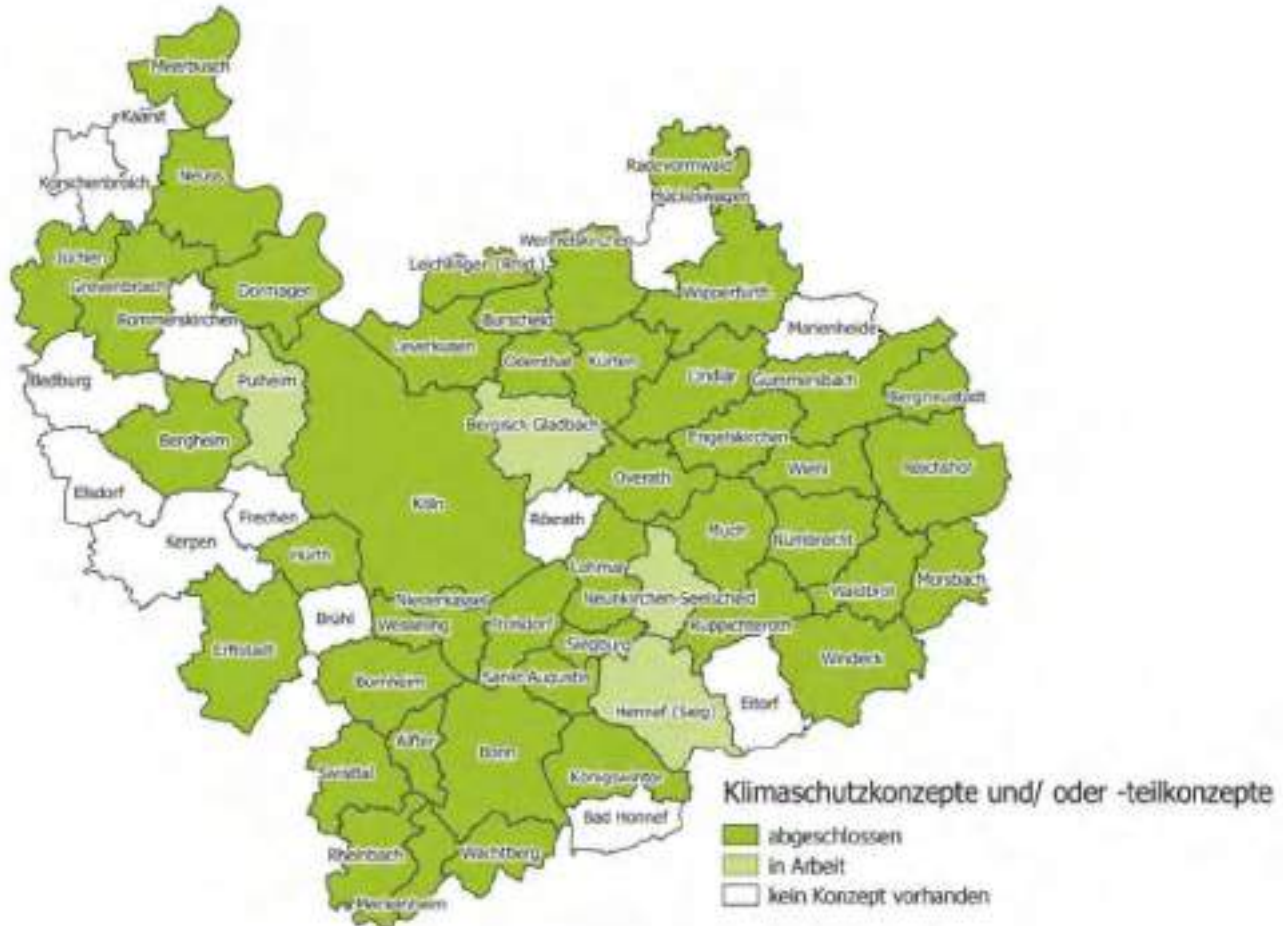 Meerbusch
Kaarst
Korschenbroich
Neuss
Radevormwald
Hückeswagen
Wermelskirchen
Jüchen
Leichlingen (Rhld.)
Grevenbroich
Dormagen
Wipperfürth
Rommerskirchen
Burscheid
Marienheide
Leverkusen
Odenthal
Kürten
Bedburg
Pulheim
Lindlar
Gummersbach
Bergneustadt
Bergisch Gladbach
Bergheim
Engelskirchen
Wiehl
Reichshof
Overath
Elsdorf
Köln
Frechen
Rösrath
Kerpen
Much
Nümbrecht
Hürth
Lohmar
Morsbach
Waldbröl
Niederkassel
Neunkirchen-Seelscheid
Brühl
Wesseling
Troisdorf
Ruppichteroth
Siegburg
Erftstadt
Windeck
Bornheim
Sankt Augustin
Eitorf
Hennef (Sieg)
Alfter
Bonn
Swisttal
Königswinter
Klimaschutzkonzepte und/ oder -teilkonzepte
Bad Honnef
abgeschlossen
Rheinbach
Wachtberg
in Arbeit
kein Konzept vorhanden
Meckenheim